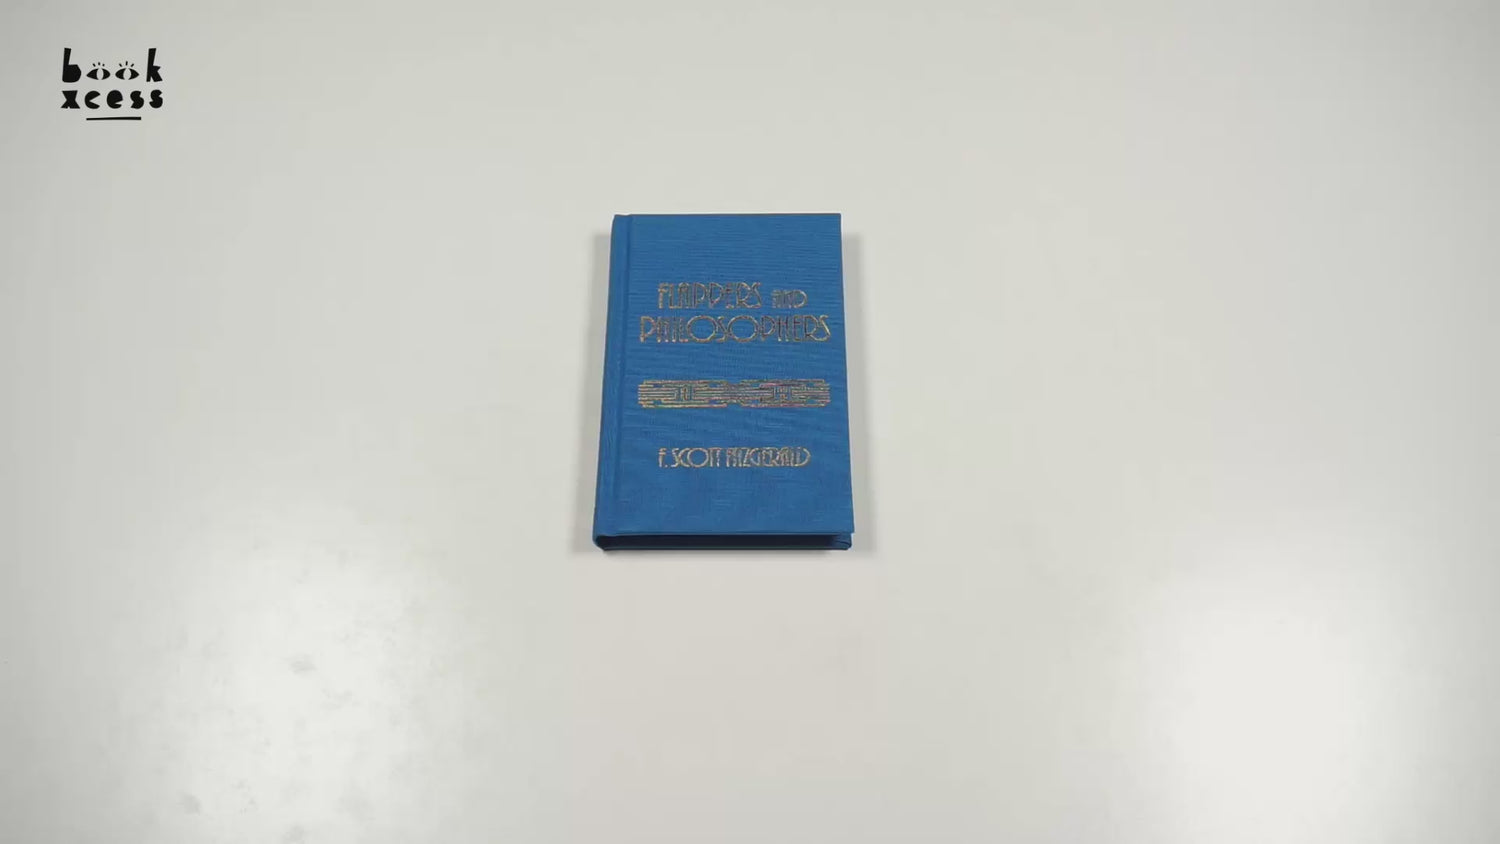 book
xcess
FLAPPERS AND
PHILOSOPHERS
F. SCOTT FITZGERALD